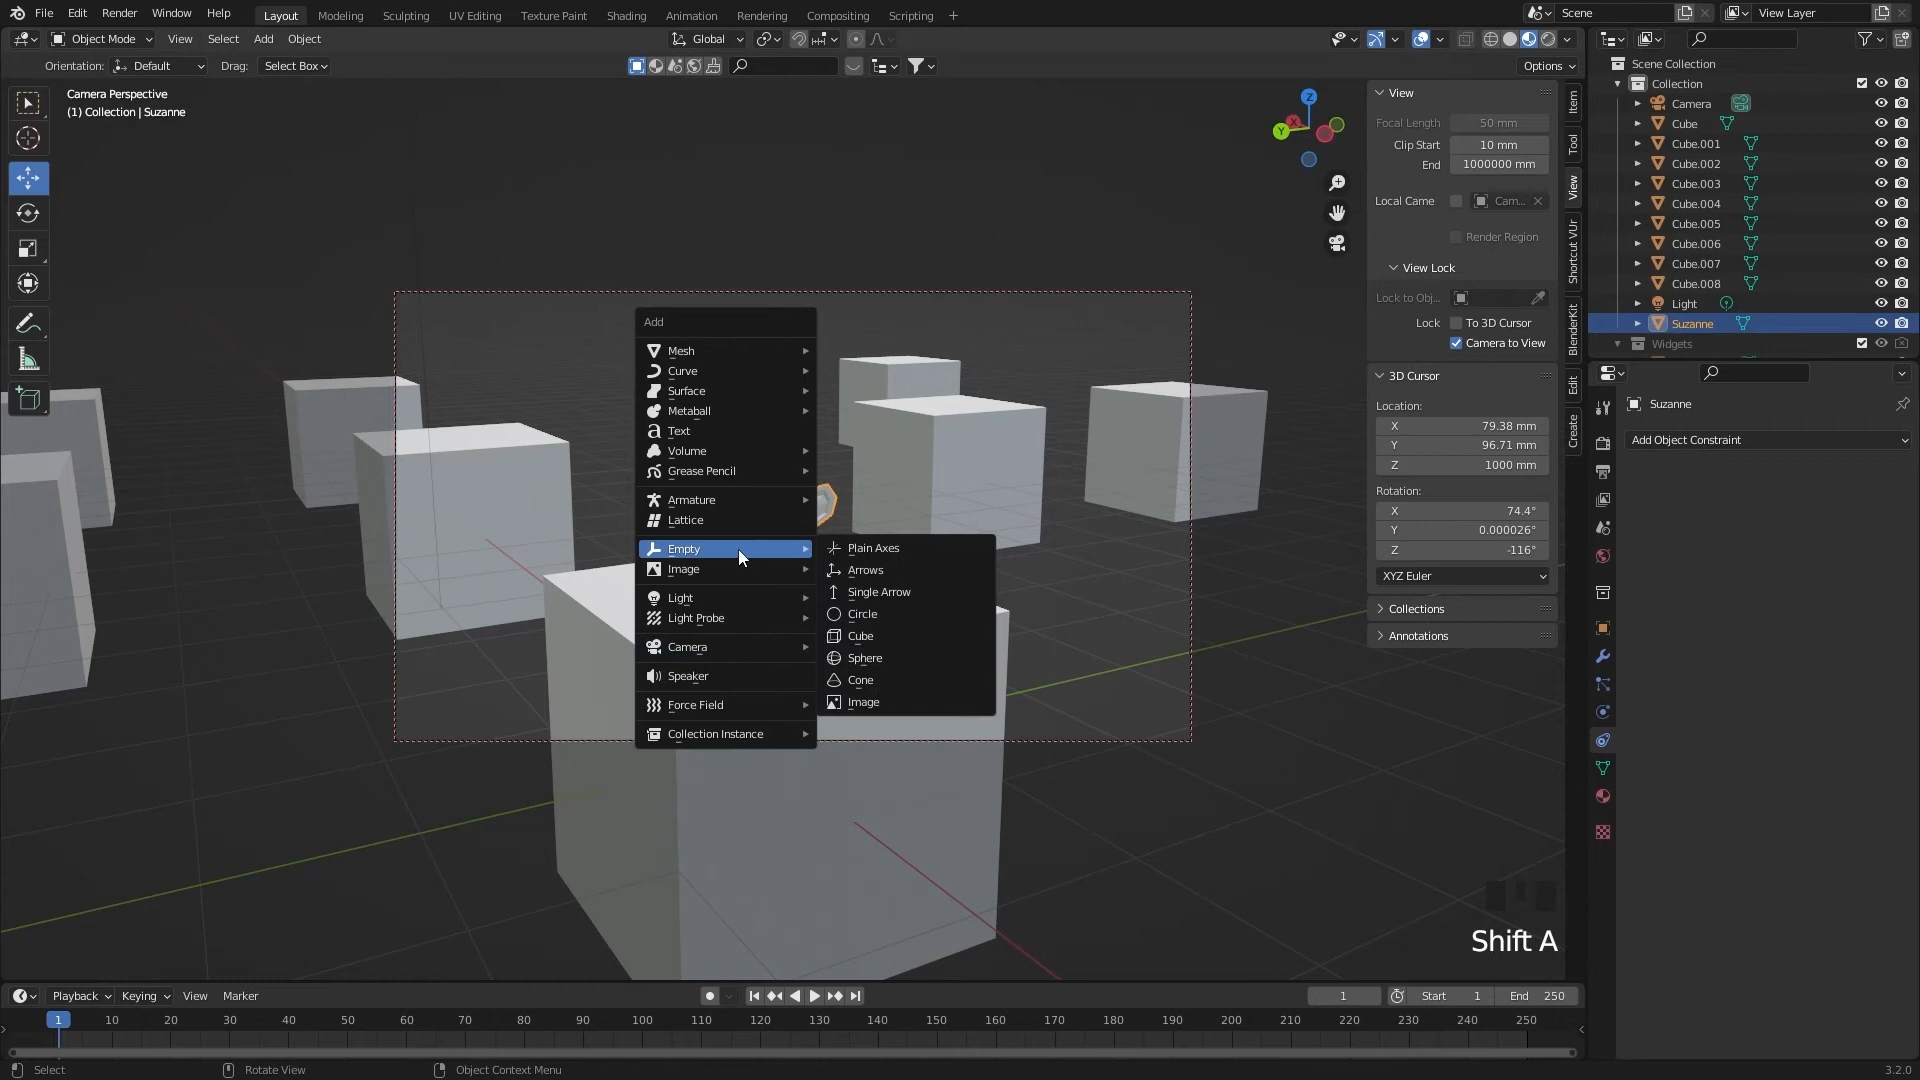 File Edit Render Window Help Layout Modeling Sculpting UV Editing Texture Paint Shading Animation Rendering Compositing Scripting + Scene View Layer
Object Mode View Select Add Object Global
Orientation: Default Drag: Select Box Options
Camera Perspective
(1) Collection | Suzanne
Z
X
Y
Add
Mesh
Curve
Surface
Metaball
Text
Volume
Grease Pencil
Armature
Lattice
Empty
Image
Light
Light Probe
Camera
Speaker
Force Field
Collection Instance
Plain Axes
Arrows
Single Arrow
Circle
Cube
Sphere
Cone
Image
View
Focal Length 50 mm
Clip Start 10 mm
End 1000000 mm
Local Came Cam...
Render Region
View Lock
Lock to Obj...
Lock To 3D Cursor
Camera to View
3D Cursor
Location:
X 79.38 mm
Y 96.71 mm
Z 1000 mm
Rotation:
X 74.4°
Y 0.000026°
Z -116°
XYZ Euler
Collections
Annotations
Item
Tool
View
Shortcut VUr
BlenderKit
Edit
Create
Scene Collection
Collection
Camera
Cube
Cube.001
Cube.002
Cube.003
Cube.004
Cube.005
Cube.006
Cube.007
Cube.008
Light
Suzanne
Widgets
Suzanne
Add Object Constraint
Shift A
Playback Keying View Marker 1 Start 1 End 250
1 10 20 30 40 50 60 70 80 90 100 110 120 130 140 150 160 170 180 190 200 210 220 230 240 250
Select Rotate View Object Context Menu 3.2.0